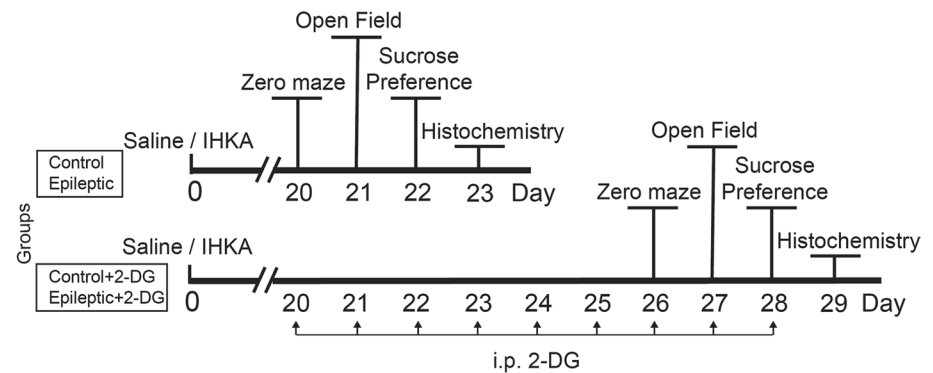 Open Field
Sucrose
Preference
Zero maze
Histochemistry
Saline / IHKA
Control
Epileptic
0 20 21 22 23 Day
Groups
Open Field
Sucrose
Preference
Zero maze
Histochemistry
Saline / IHKA
Control+2-DG
Epileptic+2-DG
0 20 21 22 23 24 25 26 27 28 29 Day
i.p. 2-DG